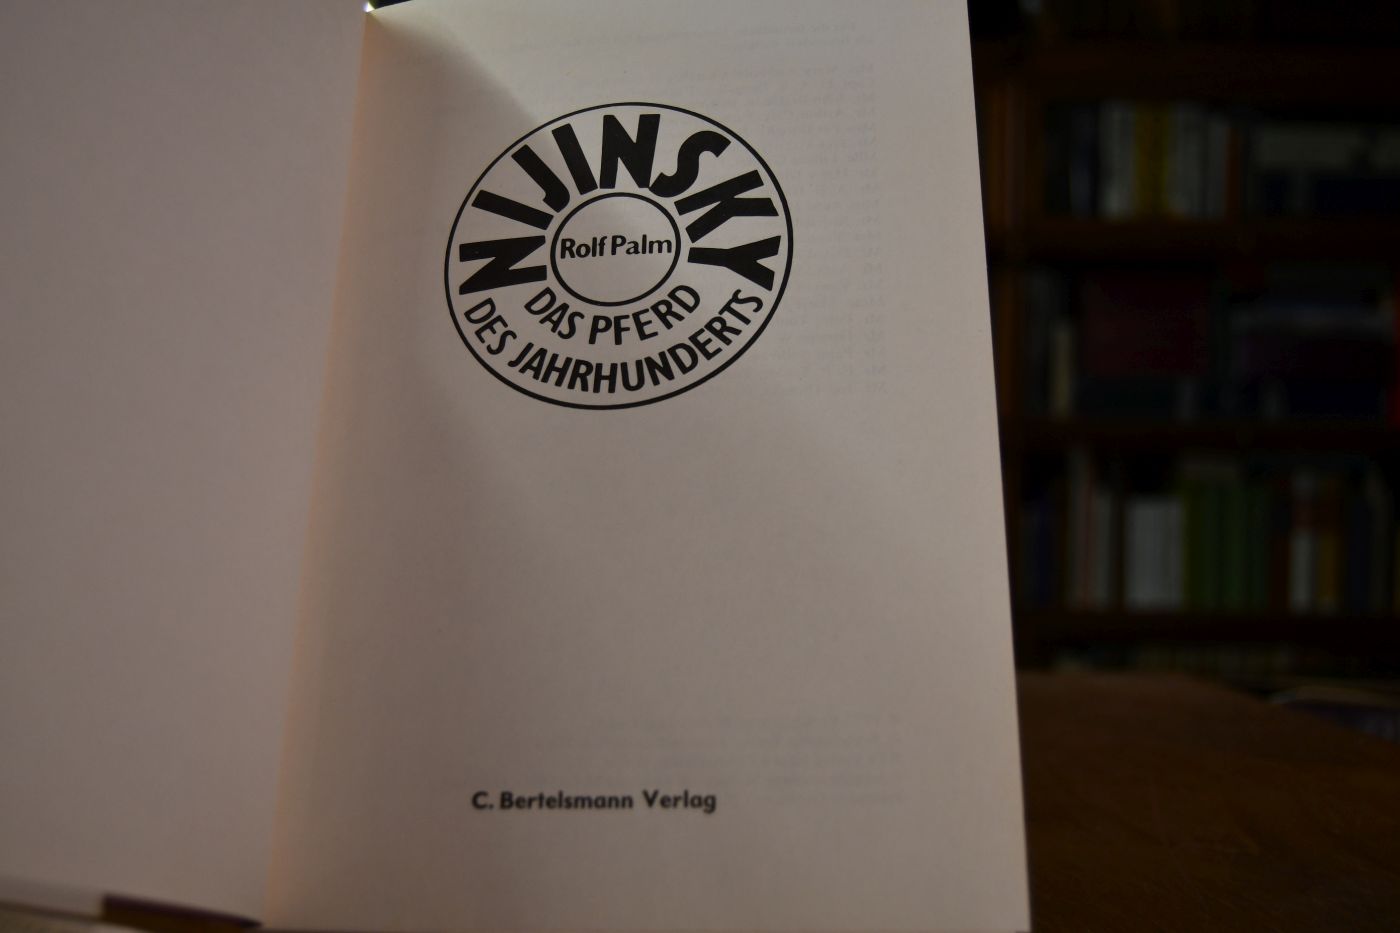 NIJINSKY
Rolf Palm
DAS PFERD
DES JAHRHUNDERTS
C. Bertelsmann Verlag